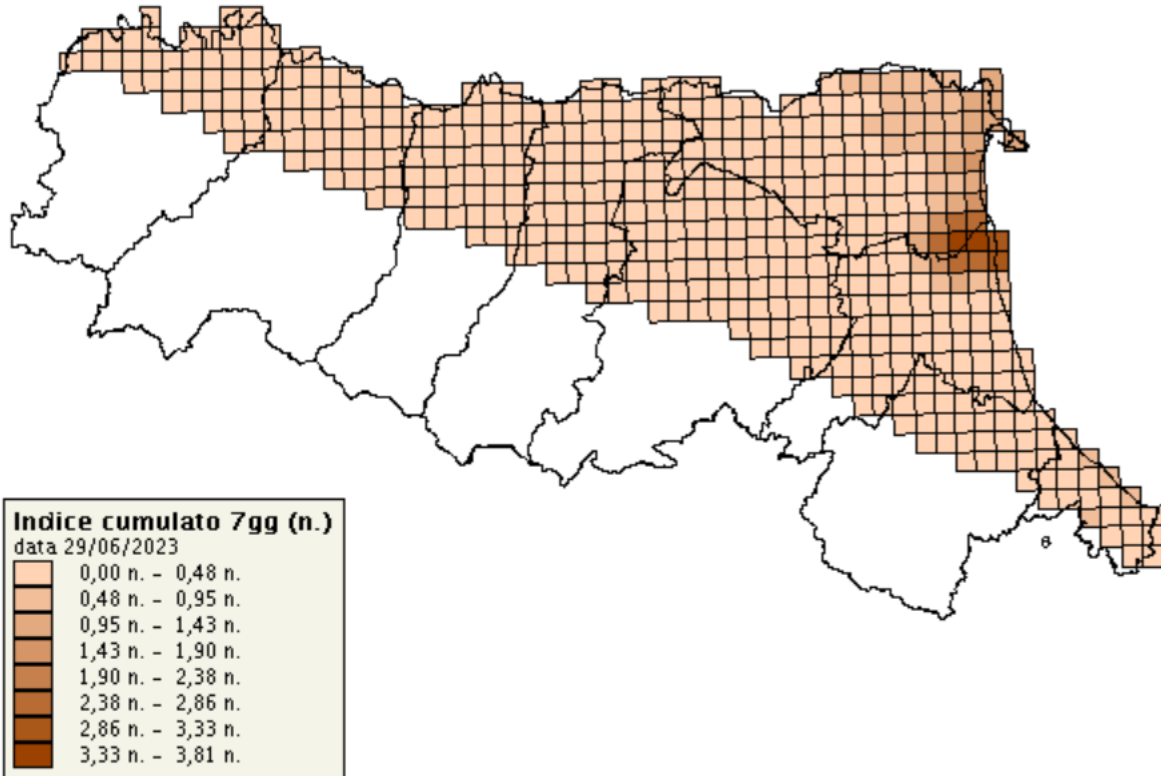 Indice cumulato 7gg (n.)
data 29/06/2023
0,00 n. - 0,48 n.
0,48 n. - 0,95 n.
0,95 n. - 1,43 n.
1,43 n. - 1,90 n.
1,90 n. - 2,38 n.
2,38 n. - 2,86 n.
2,86 n. - 3,33 n.
3,33 n. - 3,81 n.